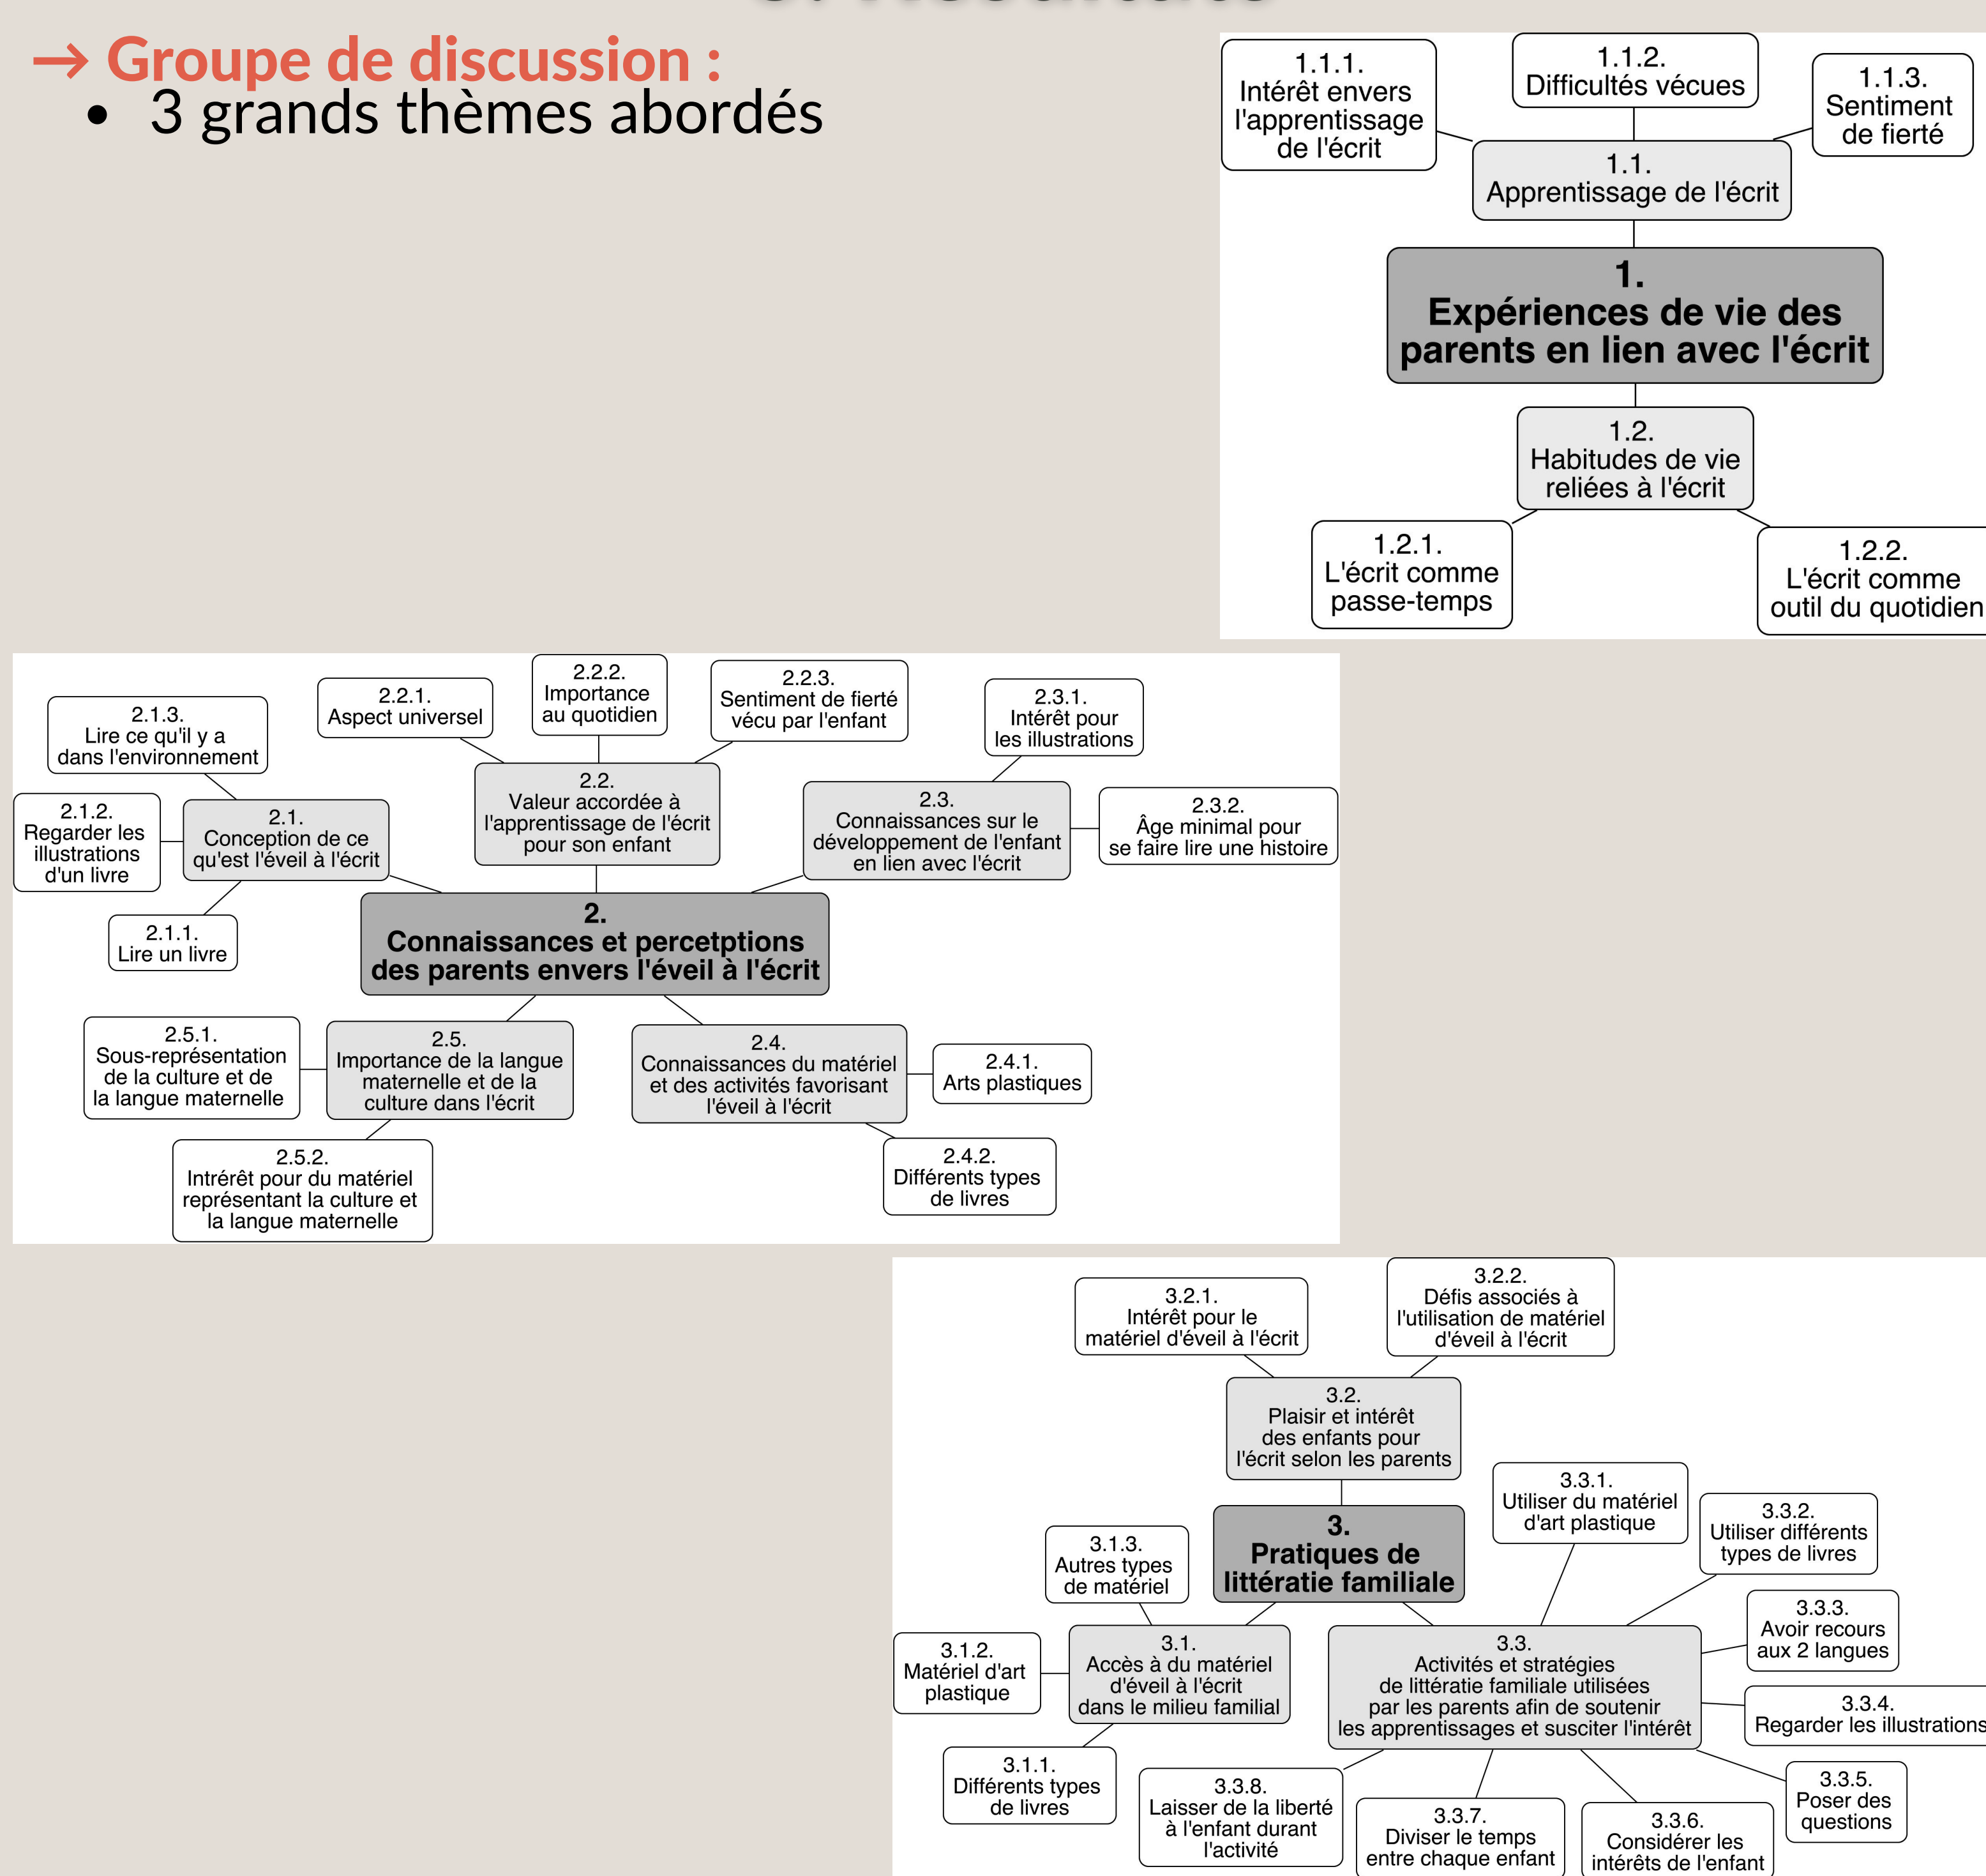 → Groupe de discussion :
• 3 grands thèmes abordés
1.1.1.
Intérêt envers
l'apprentissage
de l'écrit
1.1.2.
Difficultés vécues
1.1.3.
Sentiment
de fierté
1.1.
Apprentissage de l'écrit
1.
Expériences de vie des
parents en lien avec l'écrit
1.2.
Habitudes de vie
reliées à l'écrit
1.2.1.
L'écrit comme
passe-temps
1.2.2.
L'écrit comme
outil du quotidien
2.1.3.
Lire ce qu'il y a
dans l'environnement
2.2.1.
Aspect universel
2.2.2.
Importance
au quotidien
2.2.3.
Sentiment de fierté
vécu par l'enfant
2.3.1.
Intérêt pour
les illustrations
2.1.2.
Regarder les
illustrations
d'un livre
2.1.
Conception de ce
qu'est l'éveil à l'écrit
2.2.
Valeur accordée à
l'apprentissage de l'écrit
pour son enfant
2.3.
Connaissances sur le
développement de l'enfant
en lien avec l'écrit
2.3.2.
Âge minimal pour
se faire lire une histoire
2.1.1.
Lire un livre
2.
Connaissances et percetptions
des parents envers l'éveil à l'écrit
2.5.1.
Sous-représentation
de la culture et de
la langue maternelle
2.5.
Importance de la langue
maternelle et de la
culture dans l'écrit
2.4.
Connaissances du matériel
et des activités favorisant
l'éveil à l'écrit
2.4.1.
Arts plastiques
2.5.2.
Intrérêt pour du matériel
représentant la culture et
la langue maternelle
2.4.2.
Différents types
de livres
3.2.1.
Intérêt pour le
matériel d'éveil à l'écrit
3.2.2.
Défis associés à
l'utilisation de matériel
d'éveil à l'écrit
3.2.
Plaisir et intérêt
des enfants pour
l'écrit selon les parents
3.
Pratiques de
littératie familiale
3.3.1.
Utiliser du matériel
d'art plastique
3.3.2.
Utiliser différents
types de livres
3.1.3.
Autres types
de matériel
3.1.2.
Matériel d'art
plastique
3.1.
Accès à du matériel
d'éveil à l'écrit
dans le milieu familial
3.3.
Activités et stratégies
de littératie familiale utilisées
par les parents afin de soutenir
les apprentissages et susciter l'intérêt
3.3.3.
Avoir recours
aux 2 langues
3.3.4.
Regarder les illustrations
3.1.1.
Différents types
de livres
3.3.8.
Laisser de la liberté
à l'enfant durant
l'activité
3.3.7.
Diviser le temps
entre chaque enfant
3.3.6.
Considérer les
intérêts de l'enfant
3.3.5.
Poser des
questions